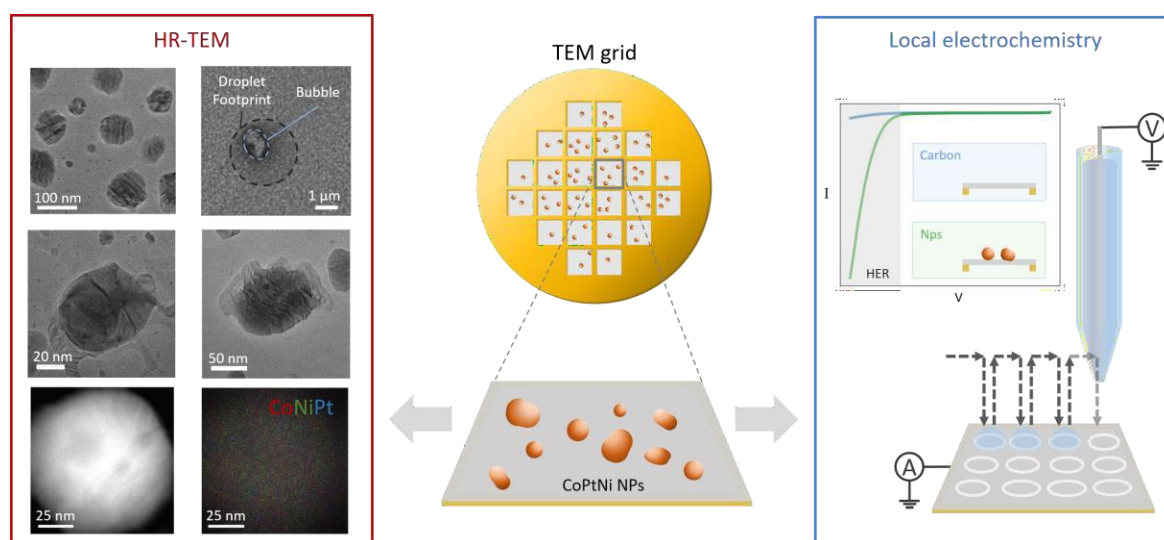 HR-TEM
Droplet
Footprint
Bubble
100 nm
1 μm
20 nm
50 nm
CoNiPt
25 nm
25 nm
TEM grid
CoPtNi NPs
Local electrochemistry
V
Carbon
I
Nps
HER
V
A